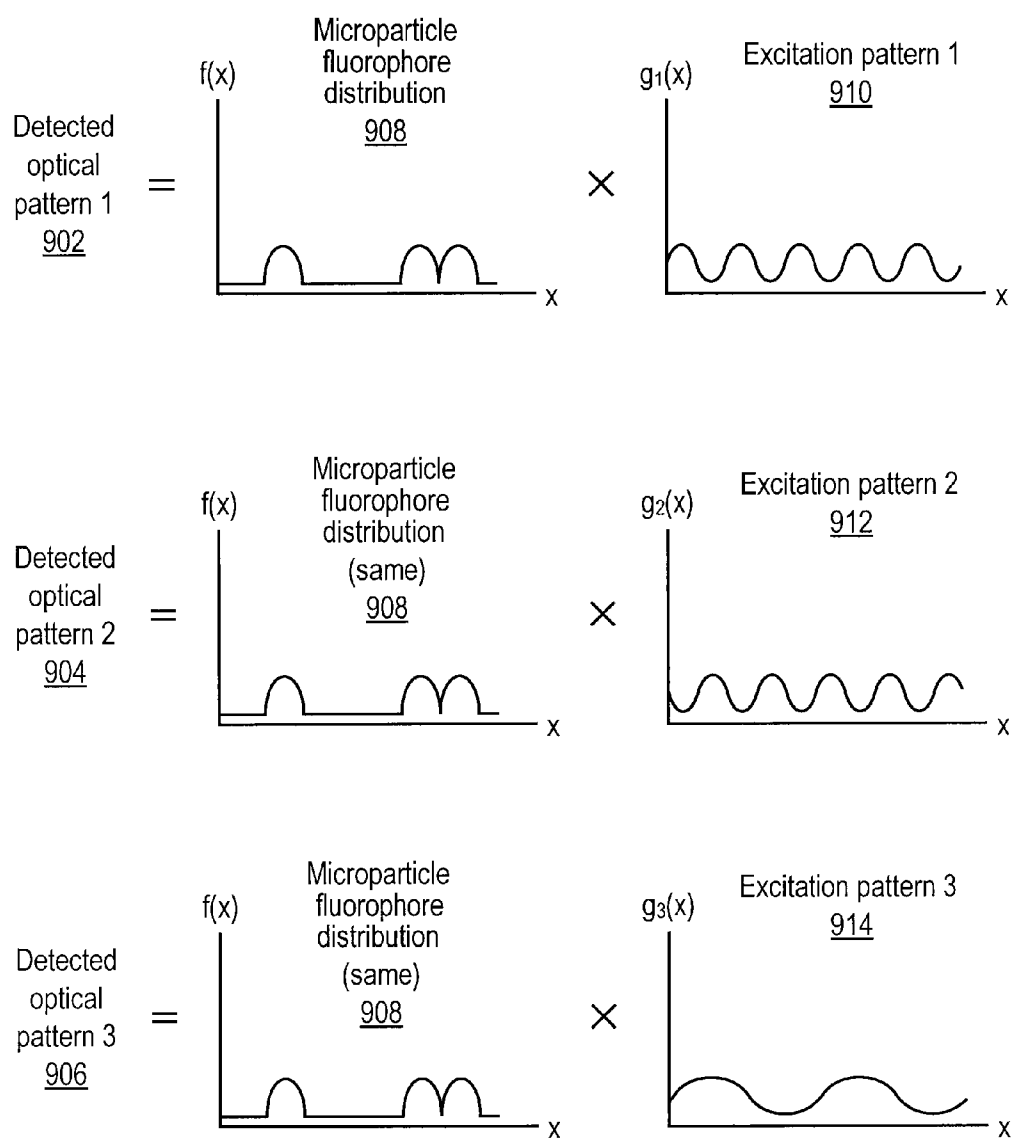 Detected
optical
pattern 1
902
=
f(x)
Microparticle
fluorophore
distribution
908
x
×
g₁(x)
Excitation pattern 1
910
x
Detected
optical
pattern 2
904
=
f(x)
Microparticle
fluorophore
distribution
(same)
908
x
×
g₂(x)
Excitation pattern 2
912
x
Detected
optical
pattern 3
906
=
f(x)
Microparticle
fluorophore
distribution
(same)
908
x
×
g₃(x)
Excitation pattern 3
914
x